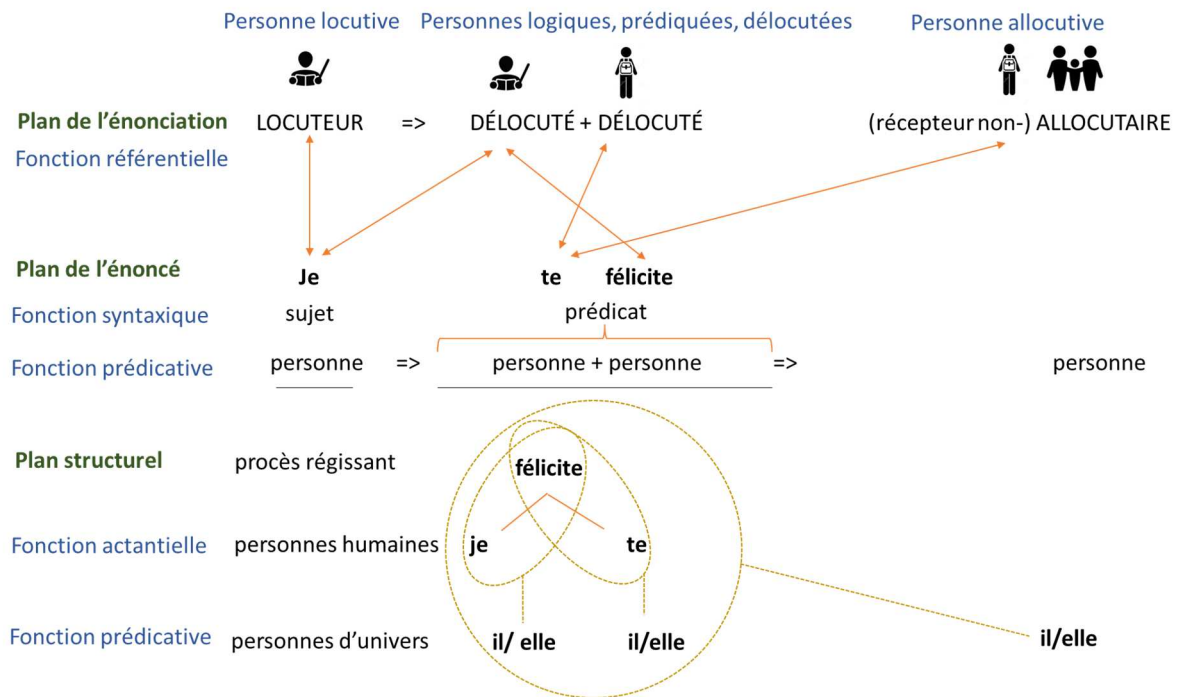 Personne locutive Personnes logiques, prédiquées, délocutées Personne allocutive
Plan de l’énonciation LOCUTEUR => DÉLOCUTÉ + DÉLOCUTÉ (récepteur non-) ALLOCUTAIRE
Fonction référentielle
Plan de l’énoncé Je te félicite
Fonction syntaxique sujet prédicat
Fonction prédicative personne => personne + personne => personne
Plan structurel procès régissant félicite
Fonction actantielle personnes humaines je te
Fonction prédicative personnes d’univers il/ elle il/elle il/elle